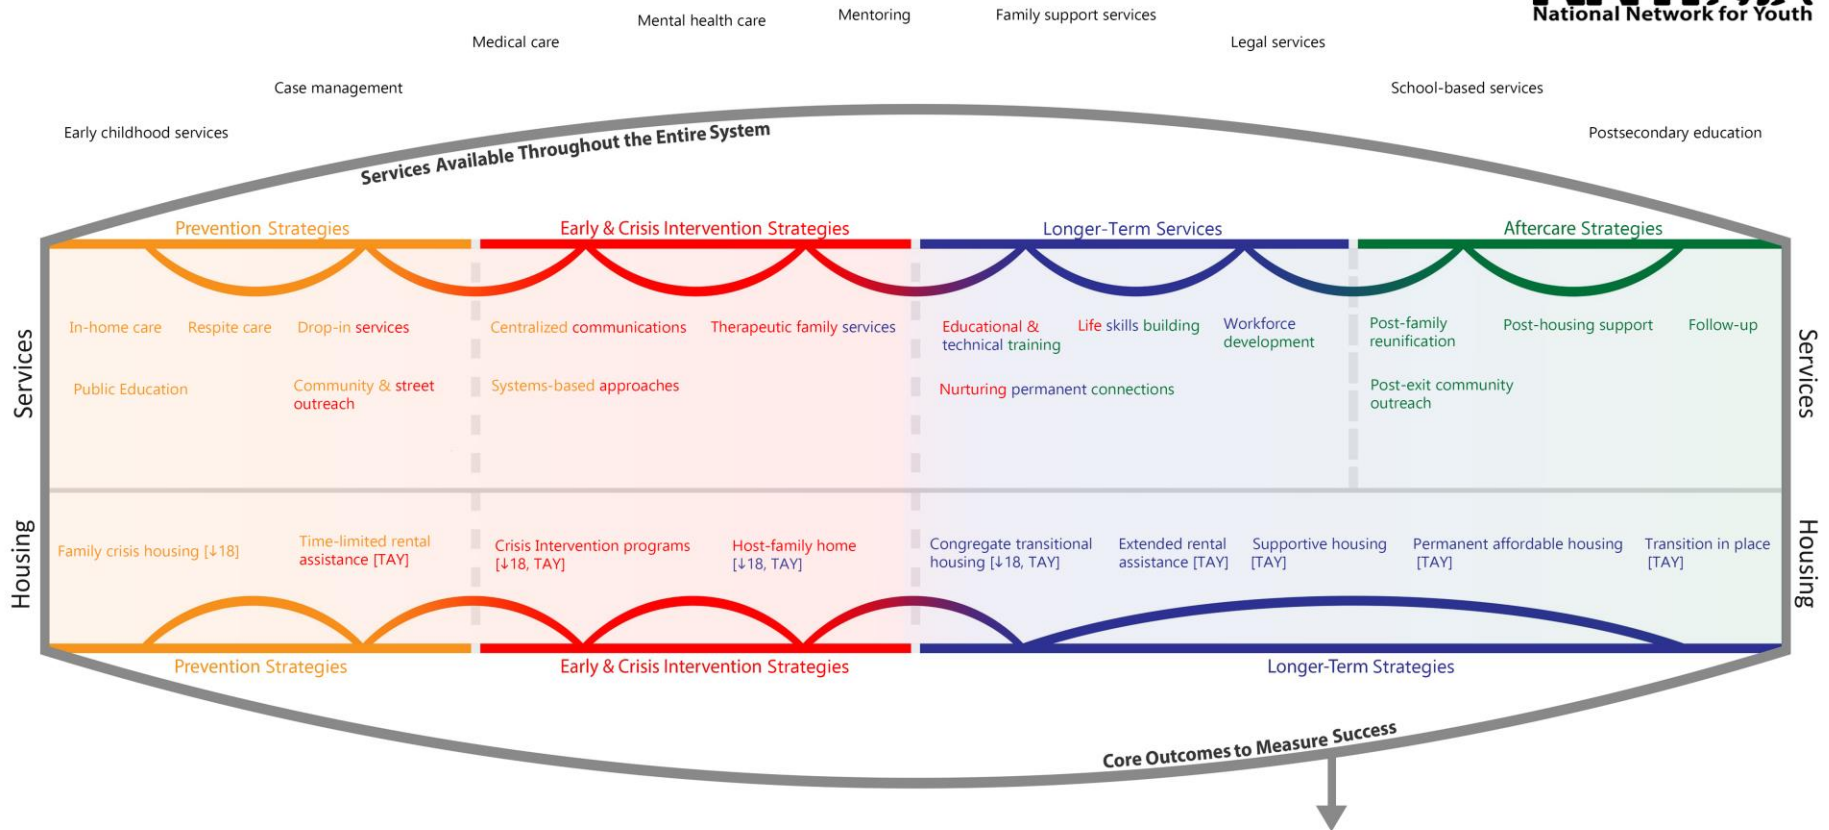 National Network for Youth
Mental health care
Mentoring
Family support services
Medical care
Legal services
Case management
School-based services
Early childhood services
Postsecondary education
Services Available Throughout the Entire System
Prevention Strategies
Early & Crisis Intervention Strategies
Longer-Term Services
Aftercare Strategies
Services
In-home care
Respite care
Drop-in services
Centralized communications
Therapeutic family services
Educational &
technical training
Life skills building
Workforce
development
Post-family
reunification
Post-housing support
Follow-up
Public Education
Community & street
outreach
Systems-based approaches
Nurturing permanent connections
Post-exit community
outreach
Services
Housing
Family crisis housing [↓18]
Time-limited rental
assistance [TAY]
Crisis Intervention programs
[↓18, TAY]
Host-family home
[↓18, TAY]
Congregate transitional
housing [↓18, TAY]
Extended rental
assistance [TAY]
Supportive housing
[TAY]
Permanent affordable housing
[TAY]
Transition in place
[TAY]
Housing
Prevention Strategies
Early & Crisis Intervention Strategies
Longer-Term Strategies
Core Outcomes to Measure Success